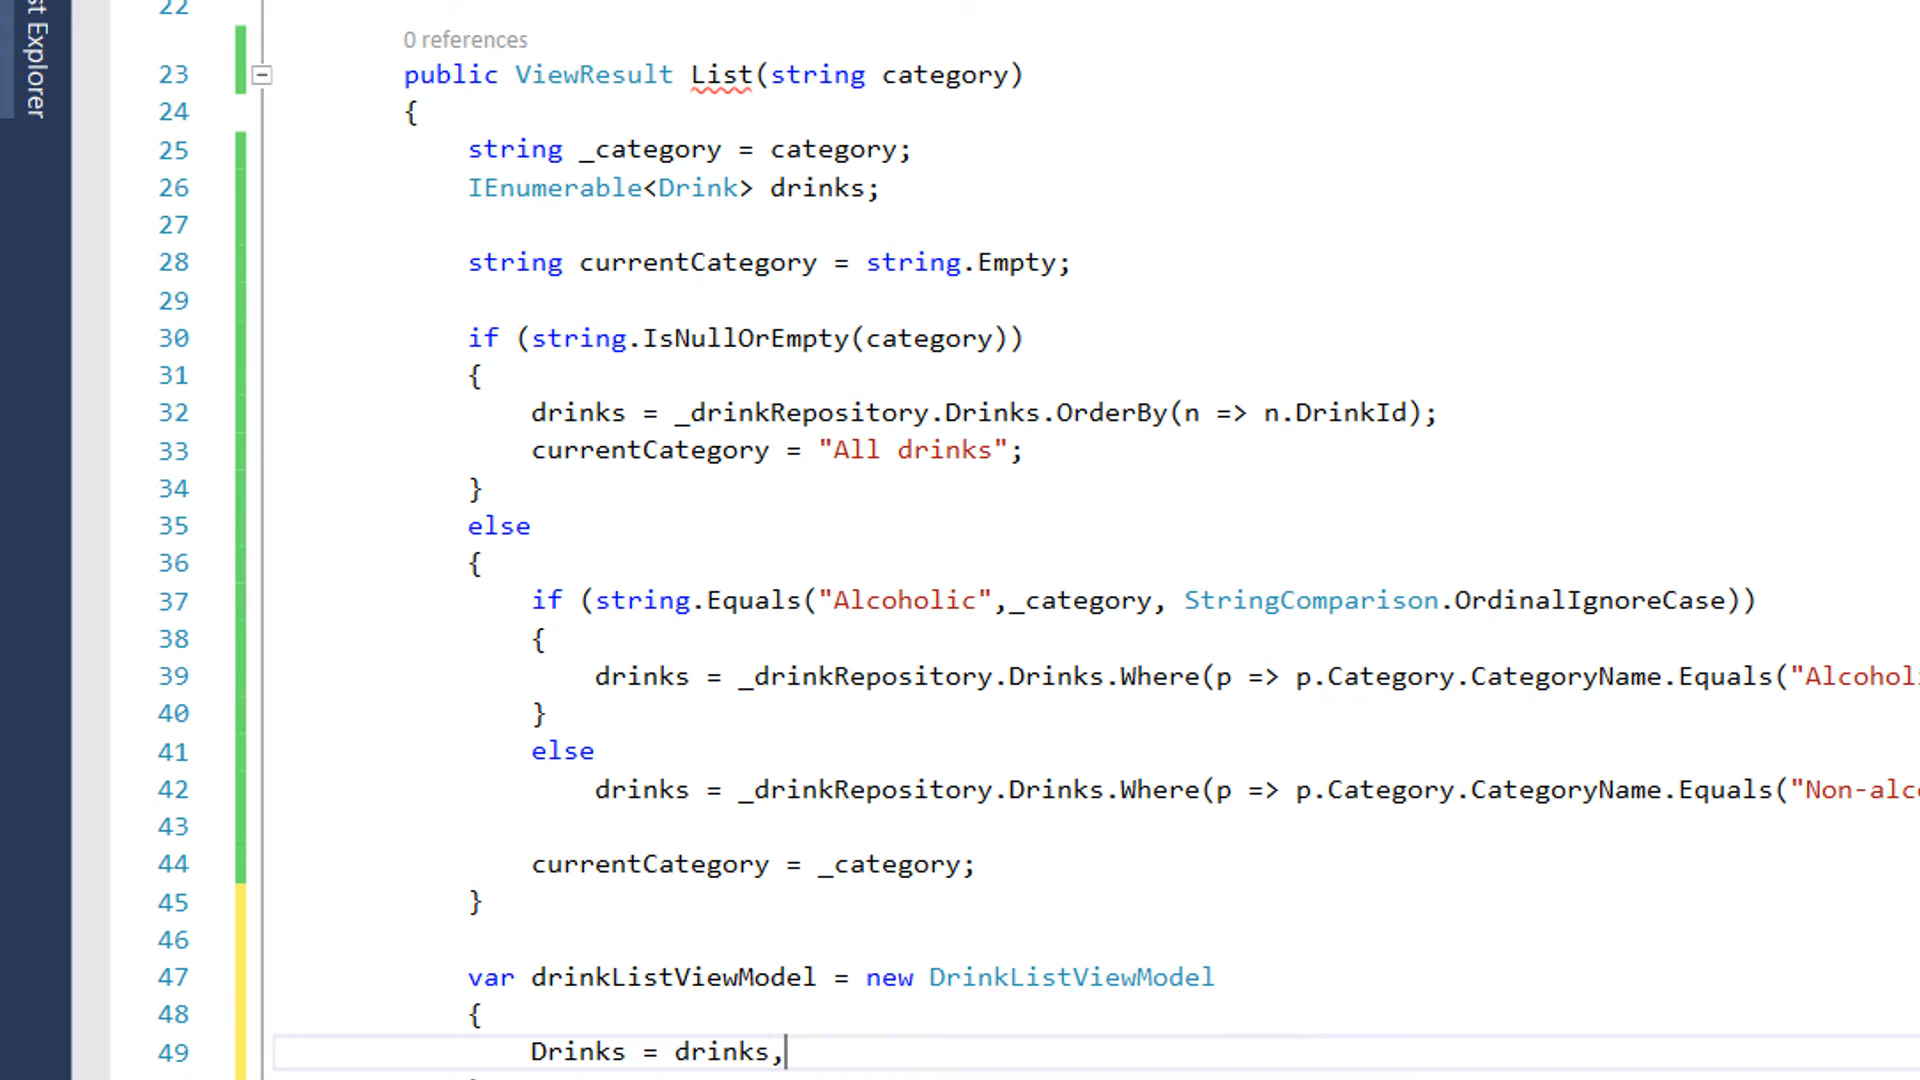 st Explorer
22
0 references
23 public ViewResult List(string category)
24 {
25 string _category = category;
26 IEnumerable<Drink> drinks;
27
28 string currentCategory = string.Empty;
29
30 if (string.IsNullOrEmpty(category))
31 {
32 drinks = _drinkRepository.Drinks.OrderBy(n => n.DrinkId);
33 currentCategory = "All drinks";
34 }
35 else
36 {
37 if (string.Equals("Alcoholic",_category, StringComparison.OrdinalIgnoreCase))
38 {
39 drinks = _drinkRepository.Drinks.Where(p => p.Category.CategoryName.Equals("Alcohol
40 }
41 else
42 drinks = _drinkRepository.Drinks.Where(p => p.Category.CategoryName.Equals("Non-alc
43
44 currentCategory = _category;
45 }
46
47 var drinkListViewModel = new DrinkListViewModel
48 {
49 Drinks = drinks,